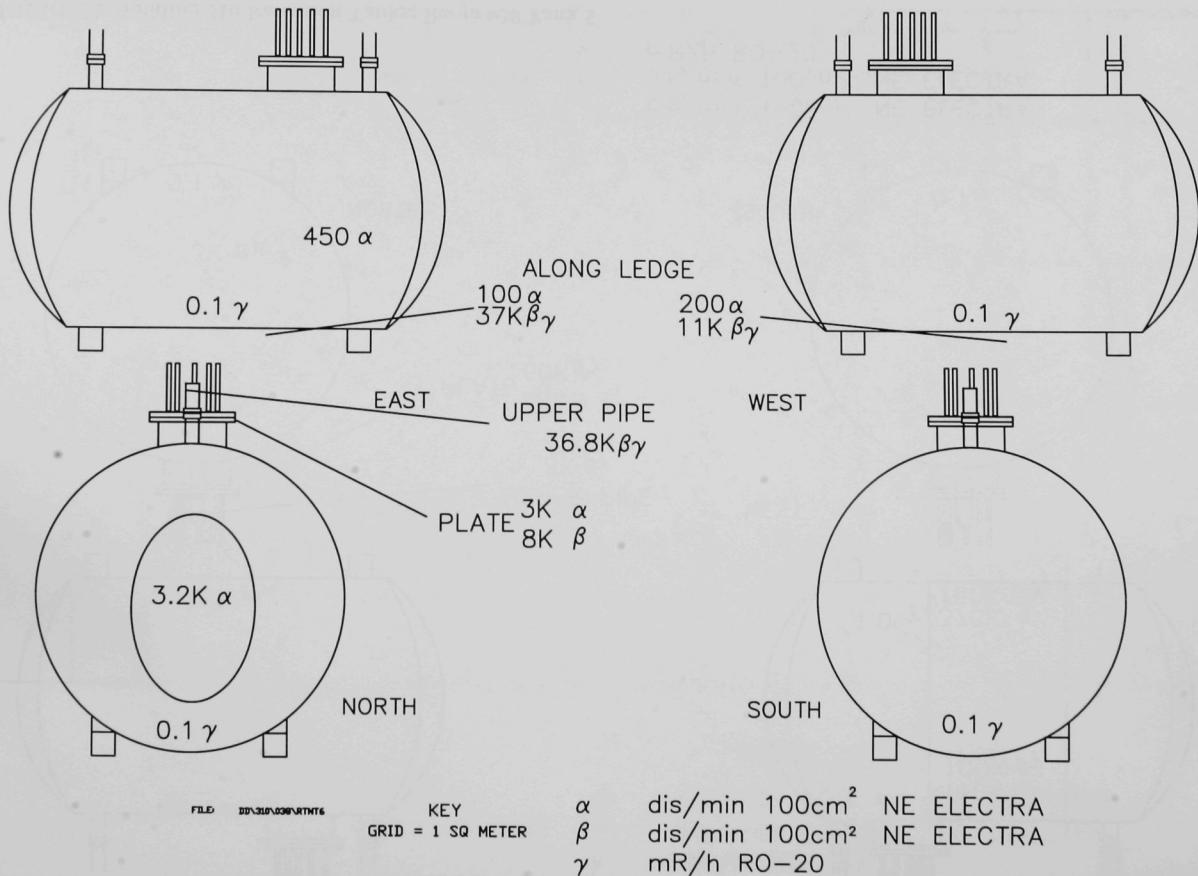 450 α
ALONG LEDGE
0.1 γ
100 α
37K βγ
200 α
11K βγ
0.1 γ
EAST
UPPER PIPE
36.8K βγ
WEST
PLATE 3K α
8K β
3.2K α
0.1 γ
NORTH
SOUTH
0.1 γ
KEY
GRID = 1 SQ METER
α dis/min 100cm² NE ELECTRA
β dis/min 100cm² NE ELECTRA
γ mR/h RO-20